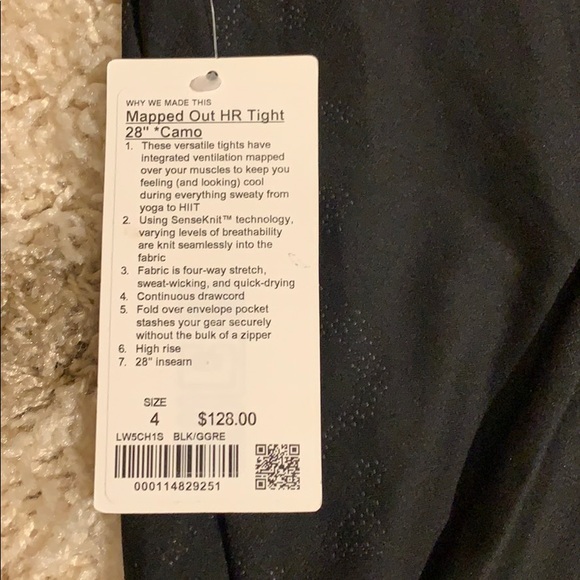 WHY WE MADE THIS
Mapped Out HR Tight
28" *Camo
1. These versatile tights have
integrated ventilation mapped
over your muscles to keep you
feeling (and looking) cool
during everything sweaty from
yoga to HIIT
2. Using SenseKnit™ technology,
varying levels of breathability
are knit seamlessly into the
fabric
3. Fabric is four-way stretch,
sweat-wicking, and quick-drying
4. Continuous drawcord
5. Fold over envelope pocket
stashes your gear securely
without the bulk of a zipper
6. High rise
7. 28" insearn
SIZE
4 $128.00
LW5CH1S BLK/GGRE
000114829251